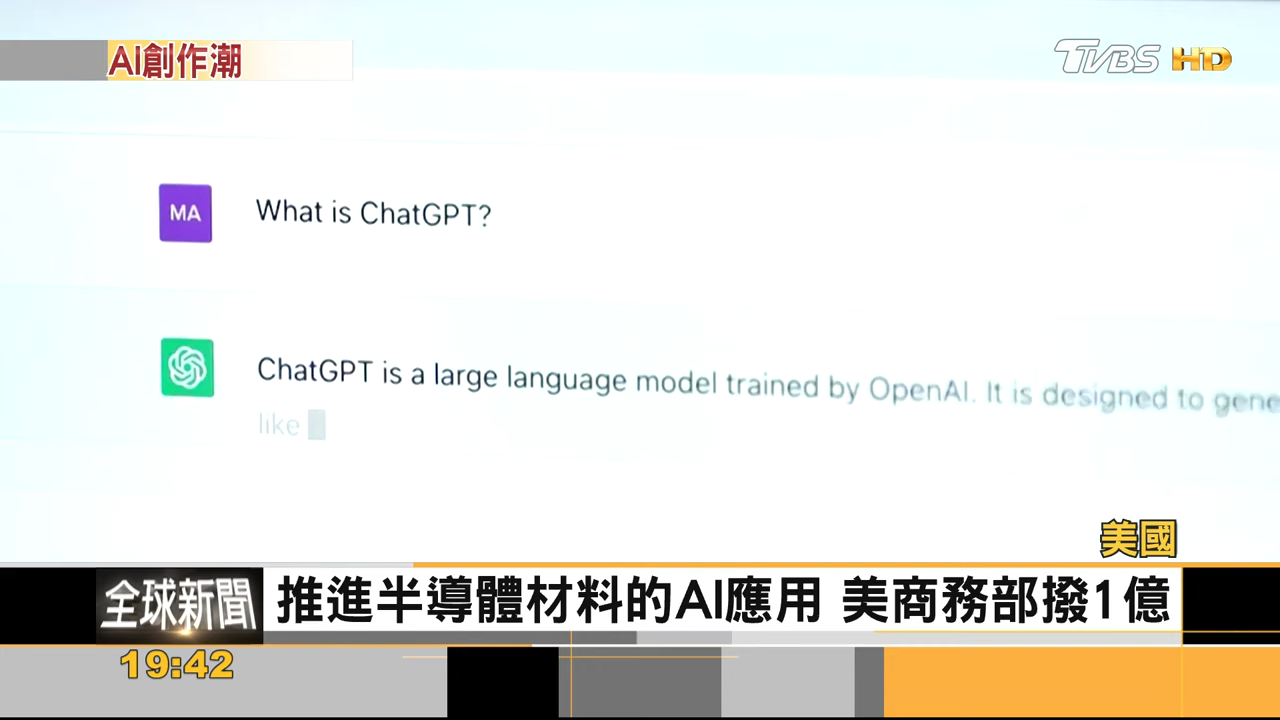 AI創作潮
TVBS HD
MA
What is ChatGPT?
ChatGPT is a large language model trained by OpenAI. It is designed to gene
like
美國
全球新聞
推進半導體材料的AI應用 美商務部撥1億
19:42